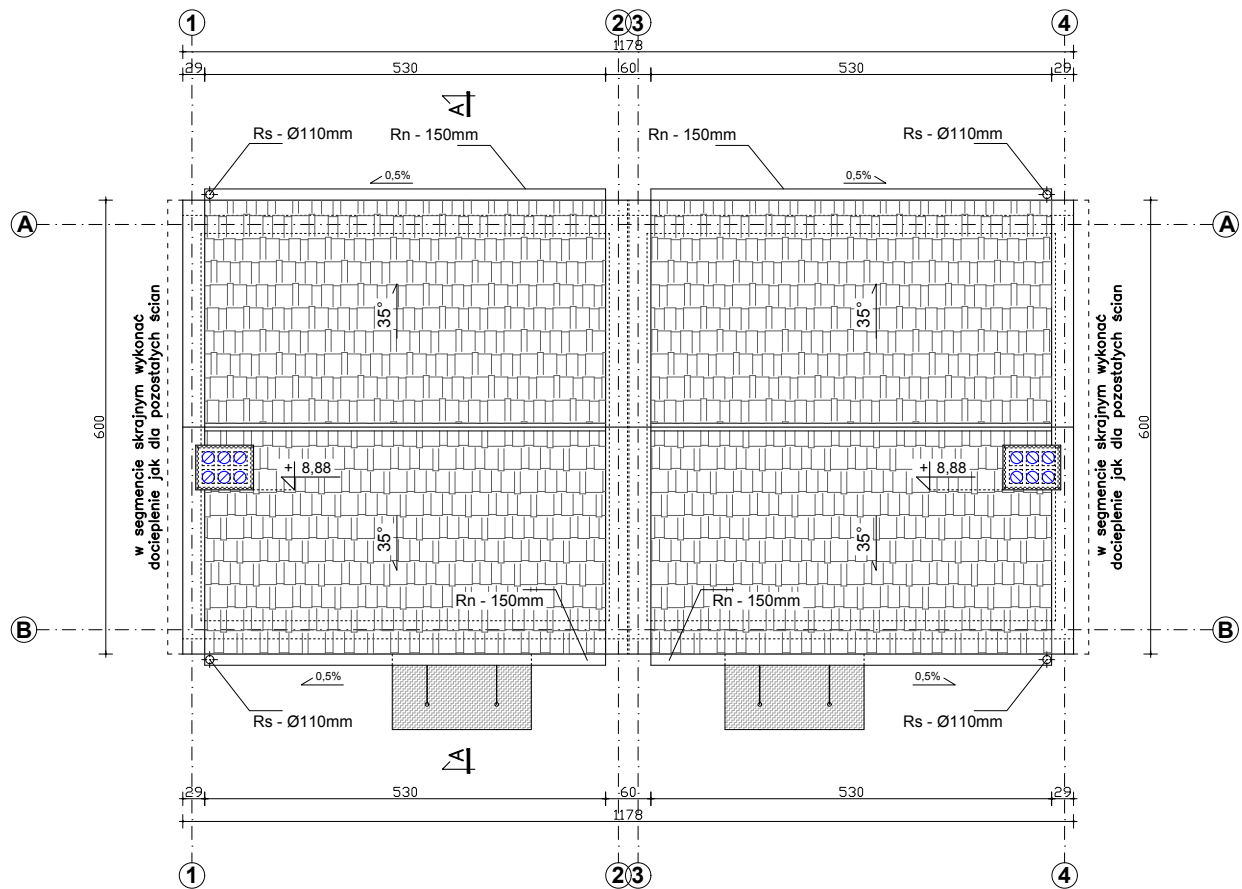 1
2
3
4
1178
29
530
60
530
29
A
Rs - Ø110mm
Rn - 150mm
Rn - 150mm
Rs - Ø110mm
0,5%
0,5%
A
A
35°
35°
w segmencie skrajnym wykonać
docieplenie jak dla pozostałych ścian
600
w segmencie skrajnym wykonać
docieplenie jak dla pozostałych ścian
600
+ 8,88
+ 8,88
35°
35°
Rn - 150mm
Rn - 150mm
B
B
0,5%
0,5%
Rs - Ø110mm
Rs - Ø110mm
A
29
530
60
530
29
1178
1
2
3
4